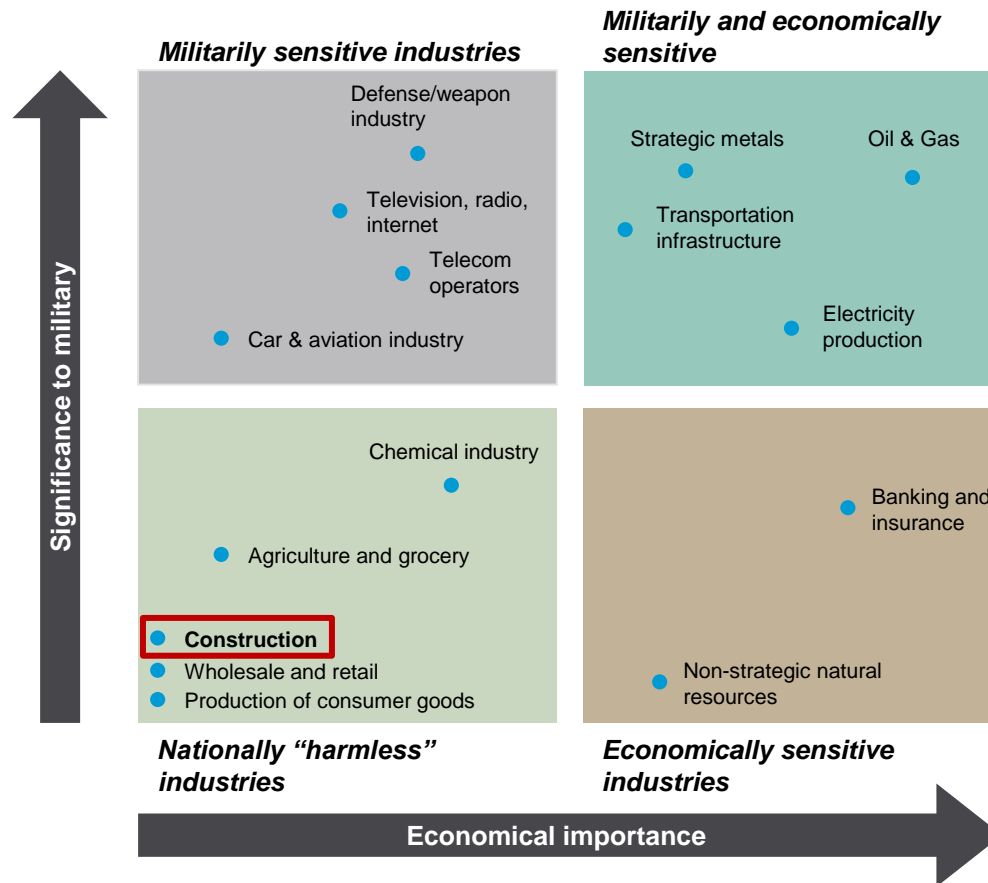 Militarily sensitive industries
Militarily and economically
sensitive
Defense/weapon
industry
Television, radio,
internet
Telecom
operators
Car & aviation industry
Strategic metals
Oil & Gas
Transportation
infrastructure
Electricity
production
Significance to military
Chemical industry
Agriculture and grocery
Construction
Wholesale and retail
Production of consumer goods
Banking and
insurance
Non-strategic natural
resources
Nationally “harmless”
industries
Economically sensitive
industries
Economical importance